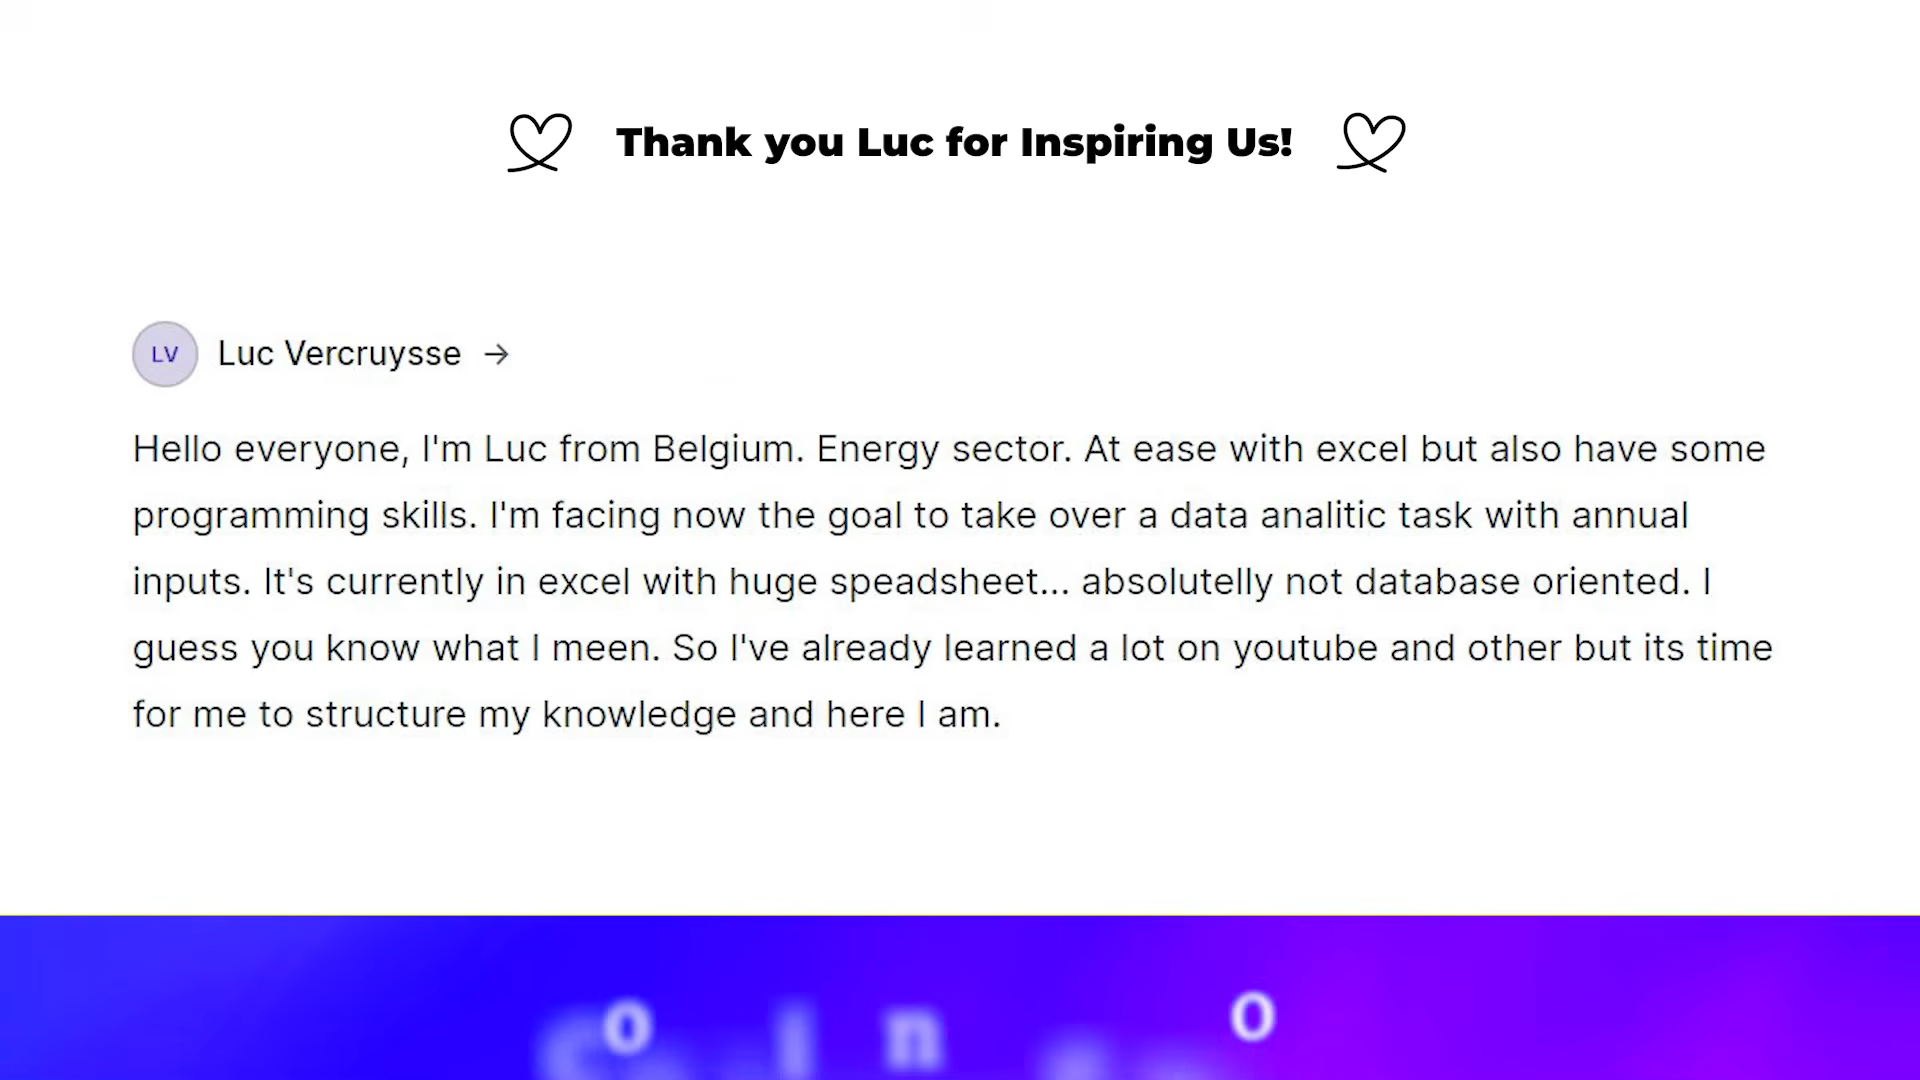 Thank you Luc for Inspiring Us!
LV Luc Vercruysse →
Hello everyone, I'm Luc from Belgium. Energy sector. At ease with excel but also have some
programming skills. I'm facing now the goal to take over a data analitic task with annual
inputs. It's currently in excel with huge speadsheet... absolutelly not database oriented. I
guess you know what I meen. So I've already learned a lot on youtube and other but its time
for me to structure my knowledge and here I am.